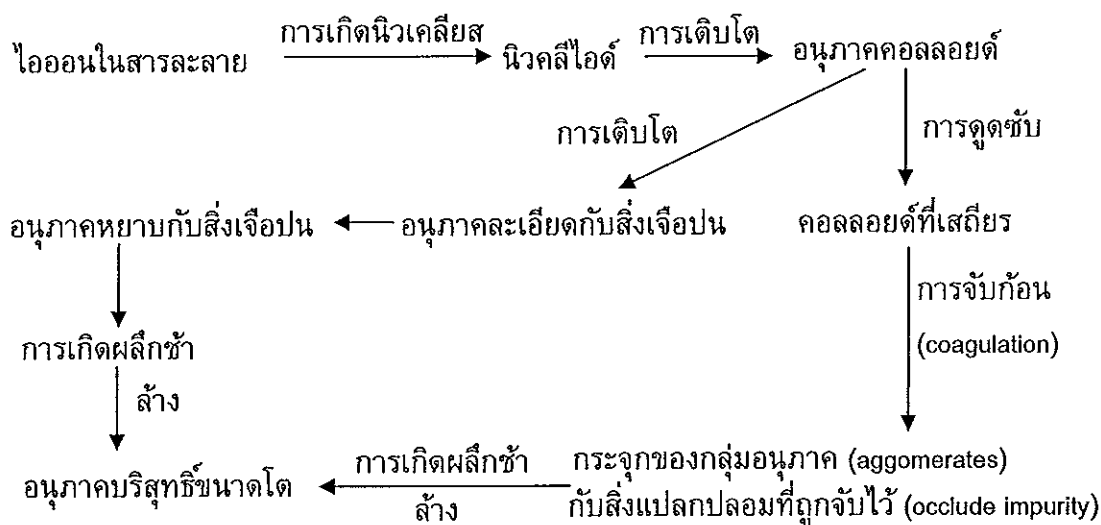 ไอออนในสารละลาย
การเกิดนิวเคลียส
นิวคลีไอด์
การเติบโต
อนุภาคคอลลอยด์
การเติบโต
การดูดซับ
อนุภาคหยาบกับสิ่งเจือปน
อนุภาคละเอียดกับสิ่งเจือปน
คอลลอยด์ที่เสถียร
การจับก้อน
(coagulation)
การเกิดผลึกช้า
ล้าง
อนุภาคบริสุทธิ์ขนาดโต
การเกิดผลึกช้า
ล้าง
กระจุกของกลุ่มอนุภาค (aggomerates)
กับสิ่งแปลกปลอมที่ถูกจับไว้ (occlude impurity)